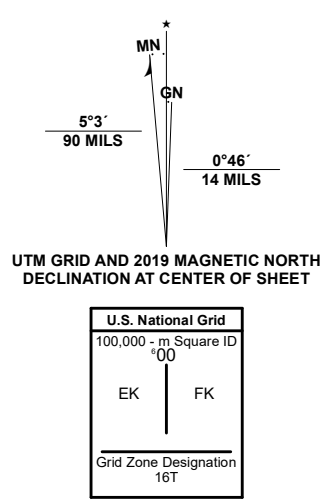 MN
GN
5°3´
90 MILS
0°46´
14 MILS
UTM GRID AND 2019 MAGNETIC NORTH
DECLINATION AT CENTER OF SHEET
U.S. National Grid
100,000 - m Square ID
⁶00
EK FK
Grid Zone Designation
16T